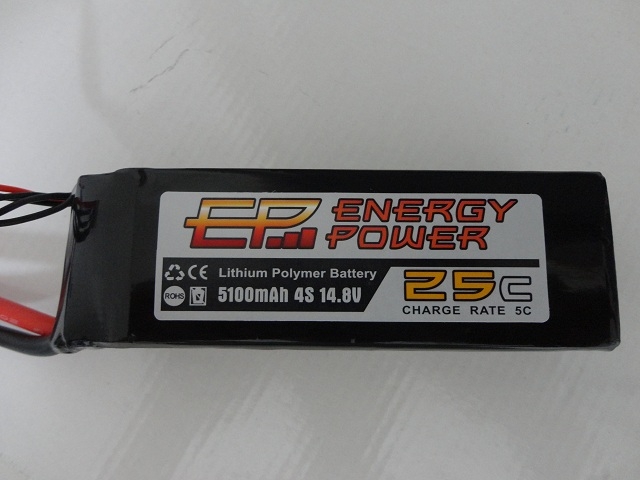 EP ENERGY
POWER
CE Lithium Polymer Battery
ROHS 5100mAh 4S 14.8V
25C
CHARGE RATE 5C